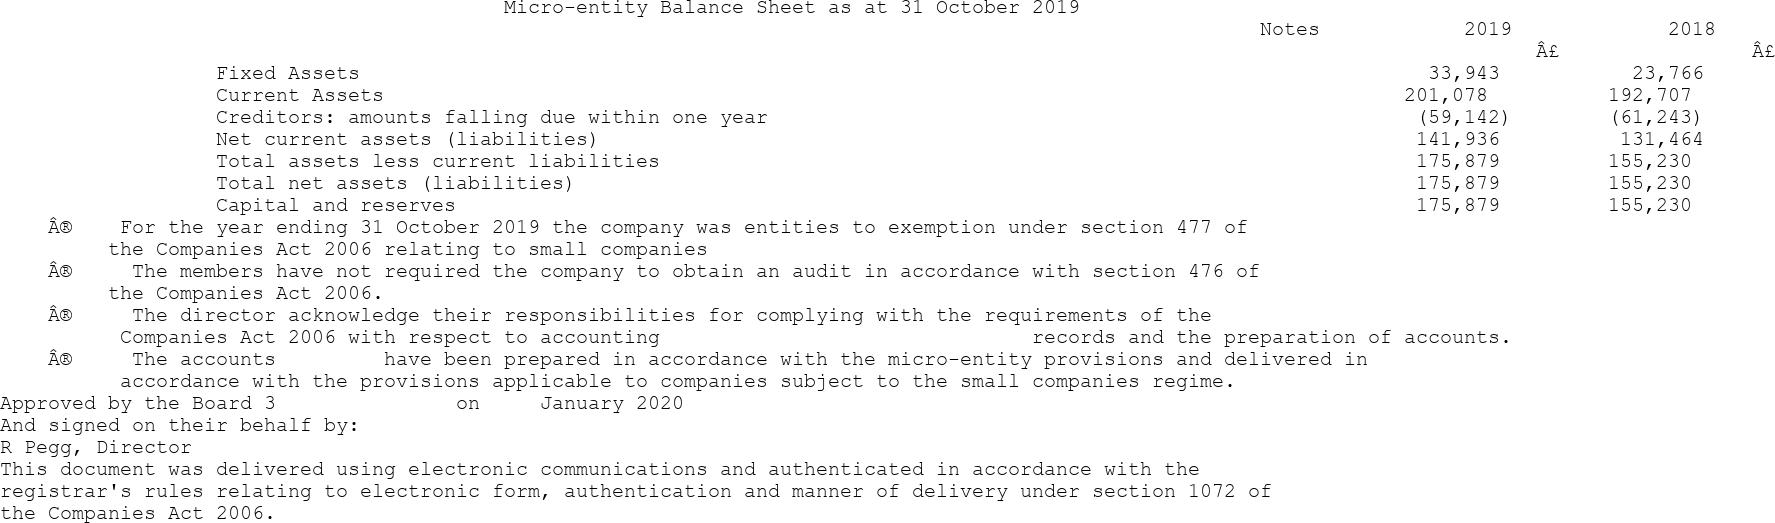 Micro-entity Balance Sheet as at 31 October 2019
Notes 2019 2018
Â£ Â£
Fixed Assets 33,943 23,766
Current Assets 201,078 192,707
Creditors: amounts falling due within one year (59,142) (61,243)
Net current assets (liabilities) 141,936 131,464
Total assets less current liabilities 175,879 155,230
Total net assets (liabilities) 175,879 155,230
Capital and reserves 175,879 155,230
Â® For the year ending 31 October 2019 the company was entities to exemption under section 477 of
the Companies Act 2006 relating to small companies
Â® The members have not required the company to obtain an audit in accordance with section 476 of
the Companies Act 2006.
Â® The director acknowledge their responsibilities for complying with the requirements of the
Companies Act 2006 with respect to accounting records and the preparation of accounts.
Â® The accounts have been prepared in accordance with the micro-entity provisions and delivered in
accordance with the provisions applicable to companies subject to the small companies regime.
Approved by the Board 3 on January 2020
And signed on their behalf by:
R Pegg, Director
This document was delivered using electronic communications and authenticated in accordance with the
registrar's rules relating to electronic form, authentication and manner of delivery under section 1072 of
the Companies Act 2006.